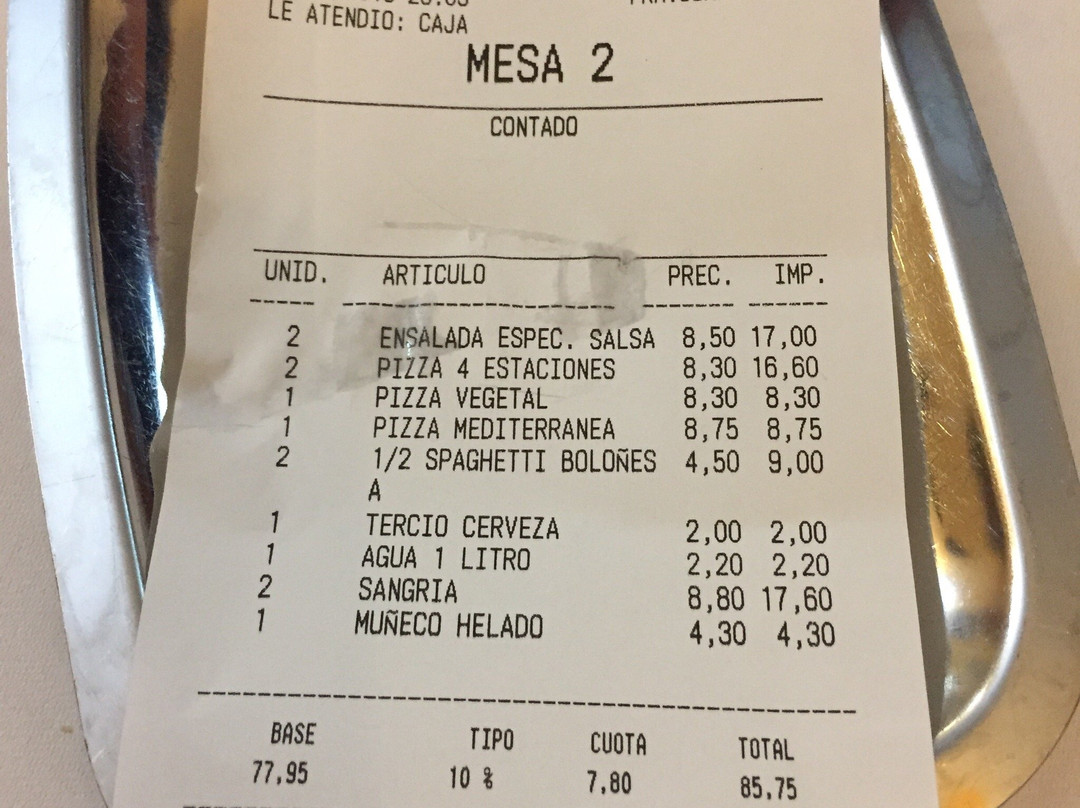 LE ATENDIO: CAJA
MESA 2
CONTADO
UNID. ARTICULO PREC. IMP.
2 ENSALADA ESPEC. SALSA 8,50 17,00
2 PIZZA 4 ESTACIONES 8,30 16,60
1 PIZZA VEGETAL 8,30 8,30
1 PIZZA MEDITERRANEA 8,75 8,75
2 1/2 SPAGHETTI BOLOÑES 4,50 9,00
A
1 TERCIO CERVEZA 2,00 2,00
1 AGUA 1 LITRO 2,20 2,20
2 SANGRIA 8,80 17,60
1 MUÑECO HELADO 4,30 4,30
BASE TIPO CUOTA TOTAL
77,95 10 % 7,80 85,75